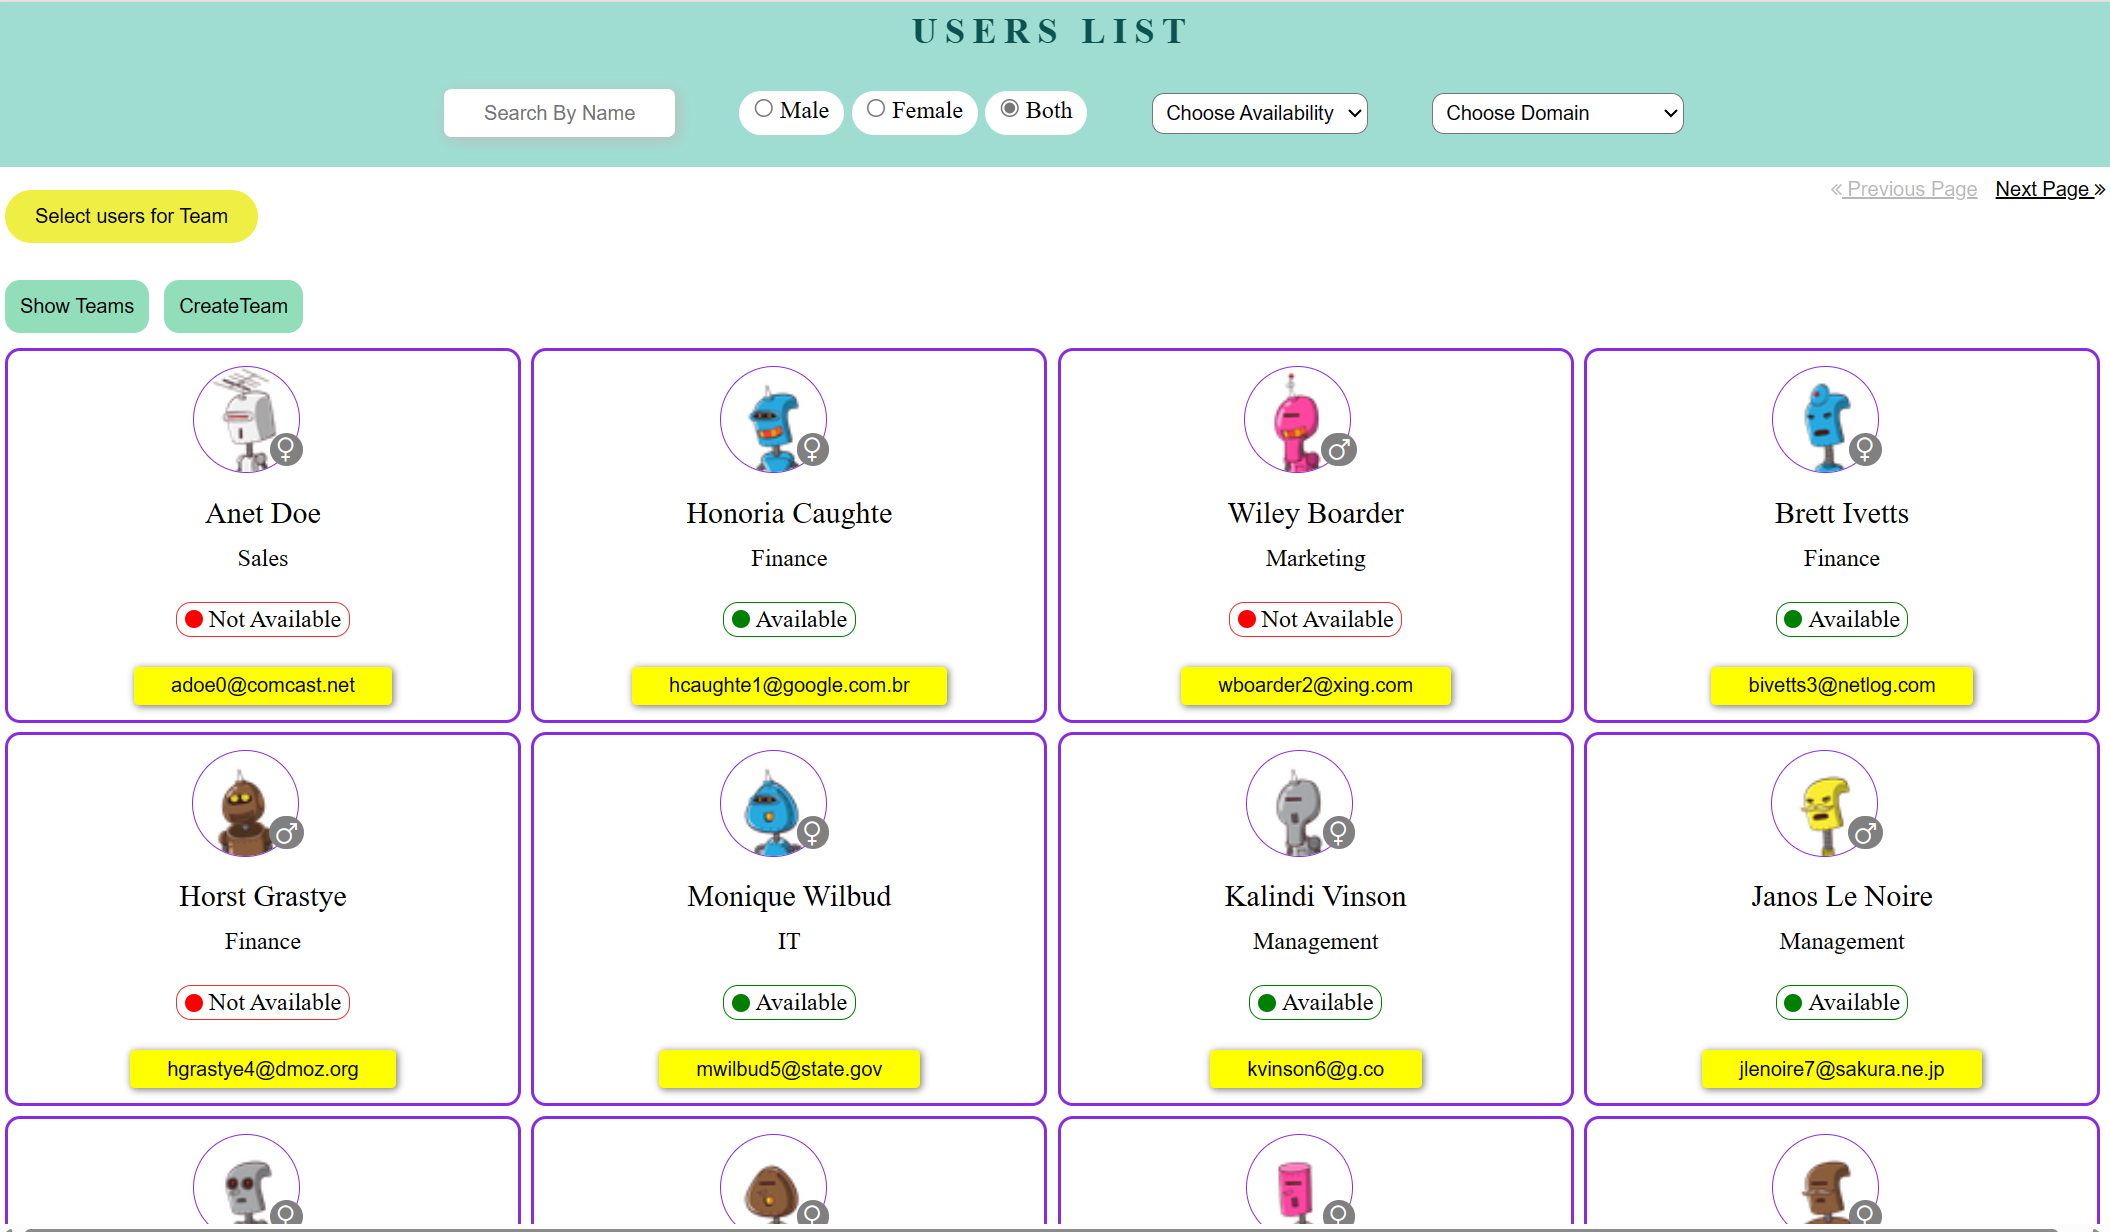 USERS LIST
Search By Name
Male
Female
Both
Choose Availability
Choose Domain
« Previous Page
Next Page »
Select users for Team
Show Teams
CreateTeam
Anet Doe
Sales
Not Available
adoe0@comcast.net
Honoria Caughte
Finance
Available
hcaughte1@google.com.br
Wiley Boarder
Marketing
Not Available
wboarder2@xing.com
Brett Ivetts
Finance
Available
bivetts3@netlog.com
Horst Grastye
Finance
Not Available
hgrastye4@dmoz.org
Monique Wilbud
IT
Available
mwilbud5@state.gov
Kalindi Vinson
Management
Available
kvinson6@g.co
Janos Le Noire
Management
Available
jlenoire7@sakura.ne.jp